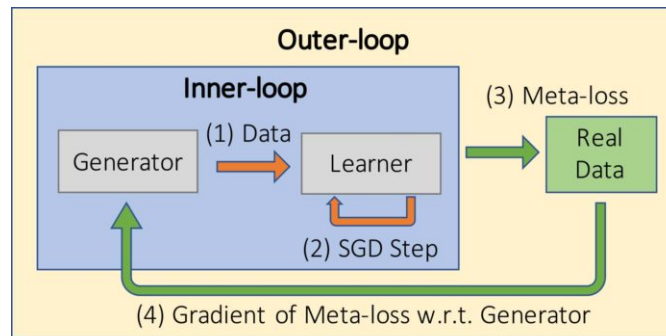 Outer-loop
Inner-loop
(3) Meta-loss
(1) Data
Generator
Learner
Real
Data
(2) SGD Step
(4) Gradient of Meta-loss w.r.t. Generator